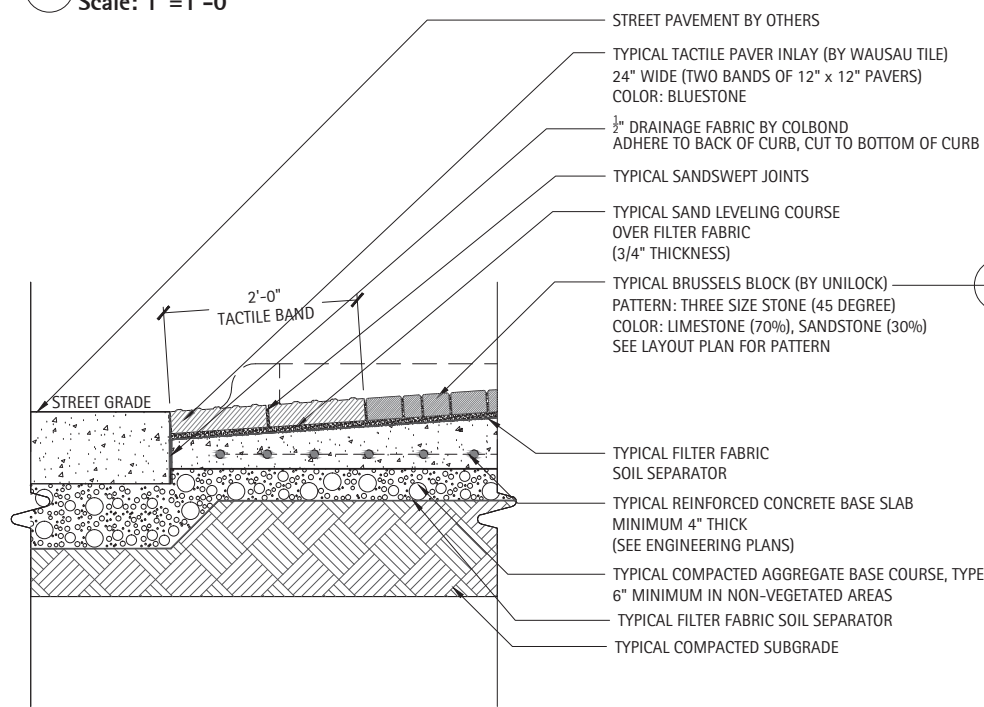 Scale: 1"=1'-0"
STREET PAVEMENT BY OTHERS
TYPICAL TACTILE PAVER INLAY (BY WAUSAU TILE)
24" WIDE (TWO BANDS OF 12" x 12" PAVERS)
COLOR: BLUESTONE
1/2" DRAINAGE FABRIC BY COLBOND
ADHERE TO BACK OF CURB, CUT TO BOTTOM OF CURB
TYPICAL SANDSWEPT JOINTS
TYPICAL SAND LEVELING COURSE
OVER FILTER FABRIC
(3/4" THICKNESS)
TYPICAL BRUSSELS BLOCK (BY UNILOCK)
PATTERN: THREE SIZE STONE (45 DEGREE)
COLOR: LIMESTONE (70%), SANDSTONE (30%)
SEE LAYOUT PLAN FOR PATTERN
2'-0"
TACTILE BAND
STREET GRADE
TYPICAL FILTER FABRIC
SOIL SEPARATOR
TYPICAL REINFORCED CONCRETE BASE SLAB
MINIMUM 4" THICK
(SEE ENGINEERING PLANS)
TYPICAL COMPACTED AGGREGATE BASE COURSE, TYPE
6" MINIMUM IN NON-VEGETATED AREAS
TYPICAL FILTER FABRIC SOIL SEPARATOR
TYPICAL COMPACTED SUBGRADE